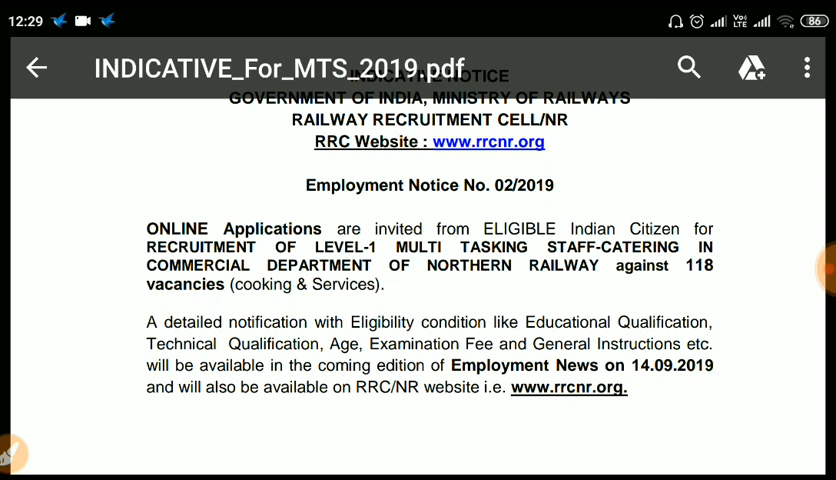 12:29
Vo) LTE
86
INDICATIVE_For_MTS_2019.pdf
INDICATIVE NOTICE
GOVERNMENT OF INDIA, MINISTRY OF RAILWAYS
RAILWAY RECRUITMENT CELL/NR
RRC Website : www.rrcnr.org
Employment Notice No. 02/2019
ONLINE Applications are invited from ELIGIBLE Indian Citizen for
RECRUITMENT OF LEVEL-1 MULTI TASKING STAFF-CATERING IN
COMMERCIAL DEPARTMENT OF NORTHERN RAILWAY against 118
vacancies (cooking & Services).
A detailed notification with Eligibility condition like Educational Qualification,
Technical Qualification, Age, Examination Fee and General Instructions etc.
will be available in the coming edition of Employment News on 14.09.2019
and will also be available on RRC/NR website i.e. www.rrcnr.org.